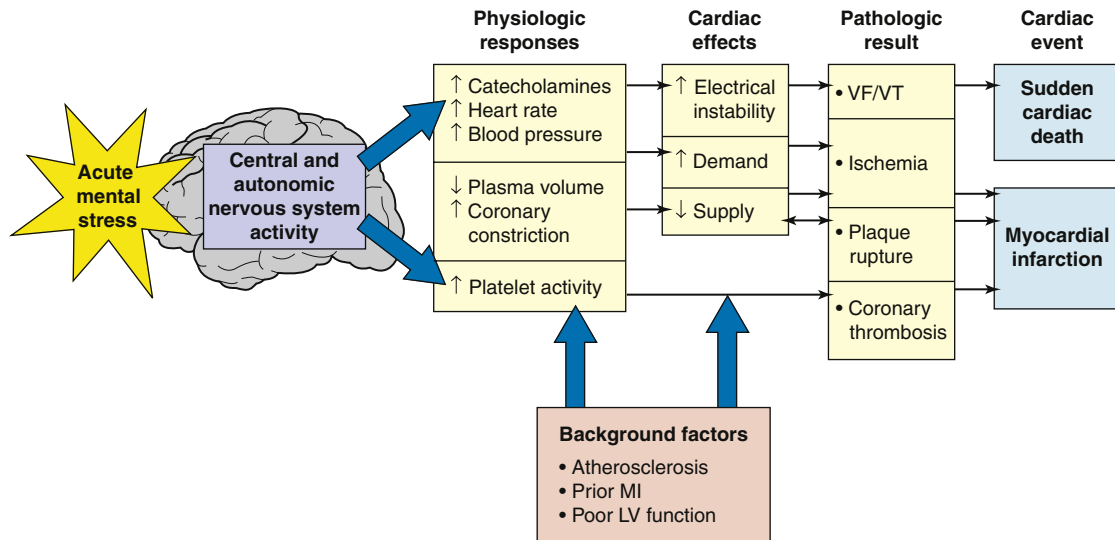 Physiologic
responses
Cardiac
effects
Pathologic
result
Cardiac
event
Acute
mental
stress
Central and
autonomic
nervous system
activity
↑ Catecholamines
↑ Heart rate
↑ Blood pressure
↓ Plasma volume
↑ Coronary
constriction
↑ Platelet activity
↑ Electrical
instability
↑ Demand
↓ Supply
• VF/VT
• Ischemia
• Plaque
rupture
• Coronary
thrombosis
Sudden
cardiac
death
Myocardial
infarction
Background factors
• Atherosclerosis
• Prior MI
• Poor LV function